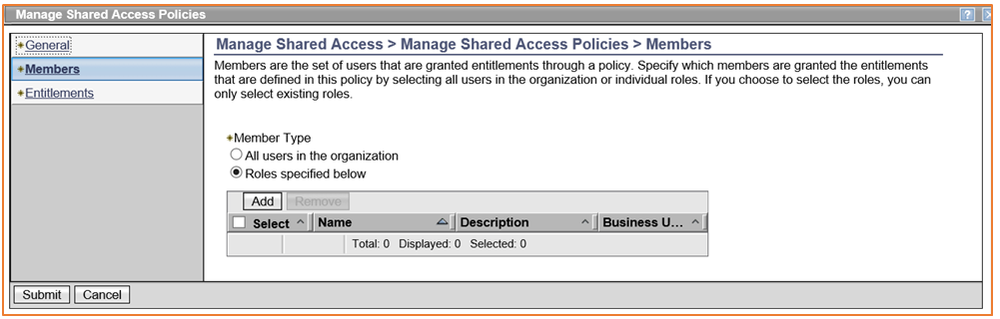 Manage Shared Access Policies
General
Members
Entitlements
Manage Shared Access > Manage Shared Access Policies > Members
Members are the set of users that are granted entitlements through a policy. Specify which members are granted the entitlements
that are defined in this policy by selecting all users in the organization or individual roles. If you choose to select the roles, you can
only select existing roles.
Member Type
All users in the organization
Roles specified below
Add Remove
Select Name Description Business U...
Total: 0 Displayed: 0 Selected: 0
Submit Cancel